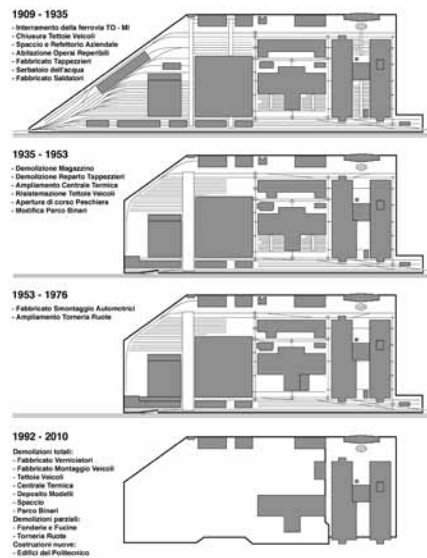 1909 - 1935
- Interramento della ferrovia TO - MI
- Chiusura Tettoie Veicoli
- Spaccio e Refettorio Aziendale
- Abitazione Operai Reperibili
- Fabbricato Tappezzieri
- Serbatoio dell'acqua
- Fabbricato Saldatori
1935 - 1953
- Demolizione Magazzino
- Demolizione Reparto Tappezzieri
- Ampliamento Centrale Termica
- Risistemazione Tettoie Veicoli
- Apertura di corso Peschiera
- Modifica Parco Binari
1953 - 1976
- Fabbricato Smontaggio Automotrici
- Ampliamento Torneria Ruote
1992 - 2010
Demolizioni totali:
- Fabbricato Verniciatori
- Fabbricato Montaggio Veicoli
- Tettoie Veicoli
- Centrale Termica
- Deposito Modelli
- Spaccio
- Parco Binari
Demolizioni parziali:
- Fonderie e Fucine
- Torneria Ruote
Costruzioni nuove:
- Edifici del Politecnico